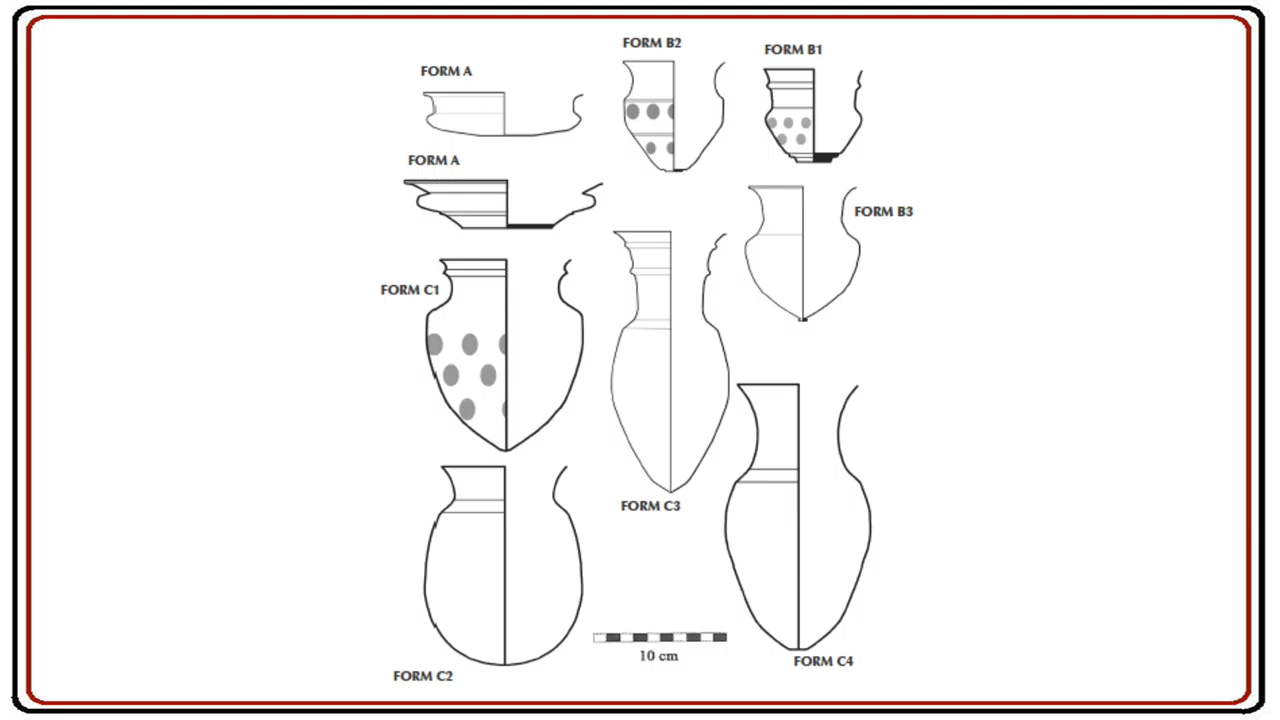 FORM B2
FORM B1
FORM A
FORM A
FORM B3
FORM C1
FORM C3
10 cm
FORM C4
FORM C2